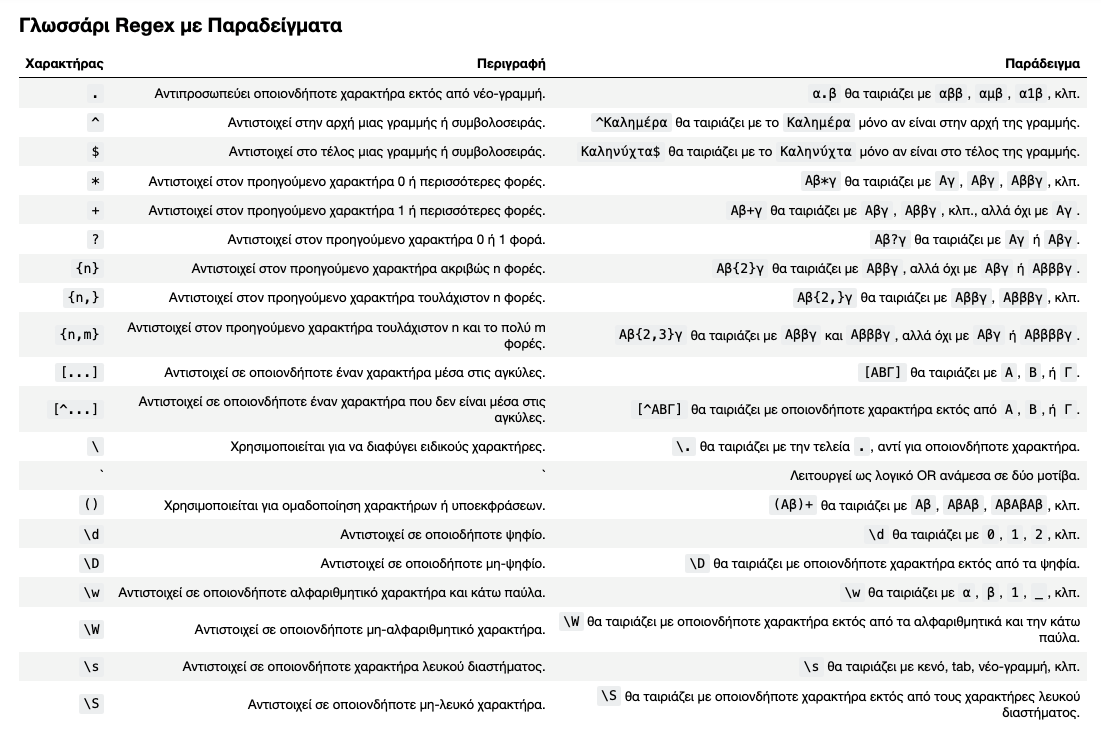 Γλωσσάρι Regex με Παραδείγματα
Χαρακτήρας Περιγραφή Παράδειγμα
. Αντιπροσωπεύει οποιονδήποτε χαρακτήρα εκτός από νέο-γραμμή. α.β θα ταιριάζει με αββ , αμβ , α1β , κλπ.
^ Αντιστοιχεί στην αρχή μιας γραμμής ή συμβολοσειράς. ^Καλημέρα θα ταιριάζει με το Καλημέρα μόνο αν είναι στην αρχή της γραμμής.
$ Αντιστοιχεί στο τέλος μιας γραμμής ή συμβολοσειράς. Καληνύχτα$ θα ταιριάζει με το Καληνύχτα μόνο αν είναι στο τέλος της γραμμής.
* Αντιστοιχεί στον προηγούμενο χαρακτήρα 0 ή περισσότερες φορές. Αβ*γ θα ταιριάζει με Αγ , Αβγ , Αββγ , κλπ.
+ Αντιστοιχεί στον προηγούμενο χαρακτήρα 1 ή περισσότερες φορές. Αβ+γ θα ταιριάζει με Αβγ , Αββγ , κλπ., αλλά όχι με Αγ .
? Αντιστοιχεί στον προηγούμενο χαρακτήρα 0 ή 1 φορά. Αβ?γ θα ταιριάζει με Αγ ή Αβγ .
{n} Αντιστοιχεί στον προηγούμενο χαρακτήρα ακριβώς n φορές. Αβ{2}γ θα ταιριάζει με Αββγ , αλλά όχι με Αβγ ή Αβββγ .
{n,} Αντιστοιχεί στον προηγούμενο χαρακτήρα τουλάχιστον n φορές. Αβ{2,}γ θα ταιριάζει με Αββγ , Αβββγ , κλπ.
{n,m} Αντιστοιχεί στον προηγούμενο χαρακτήρα τουλάχιστον n και το πολύ m
φορές. Αβ{2,3}γ θα ταιριάζει με Αββγ και Αβββγ , αλλά όχι με Αβγ ή Αββββγ .
[...] Αντιστοιχεί σε οποιονδήποτε έναν χαρακτήρα μέσα στις αγκύλες. [ΑΒΓ] θα ταιριάζει με Α , Β , ή Γ .
[^...] Αντιστοιχεί σε οποιονδήποτε έναν χαρακτήρα που δεν είναι μέσα στις
αγκύλες. [^ΑΒΓ] θα ταιριάζει με οποιονδήποτε χαρακτήρα εκτός από Α , Β , ή Γ .
\ Χρησιμοποιείται για να διαφύγει ειδικούς χαρακτήρες. \. θα ταιριάζει με την τελεία . , αντί για οποιονδήποτε χαρακτήρα.
` ` Λειτουργεί ως λογικό OR ανάμεσα σε δύο μοτίβα.
() Χρησιμοποιείται για ομαδοποίηση χαρακτήρων ή υποεκφράσεων. (Αβ)+ θα ταιριάζει με Αβ , ΑβΑβ , ΑβΑβΑβ , κλπ.
\d Αντιστοιχεί σε οποιοδήποτε ψηφίο. \d θα ταιριάζει με 0 , 1 , 2 , κλπ.
\D Αντιστοιχεί σε οποιοδήποτε μη-ψηφίο. \D θα ταιριάζει με οποιονδήποτε χαρακτήρα εκτός από τα ψηφία.
\w Αντιστοιχεί σε οποιονδήποτε αλφαριθμητικό χαρακτήρα και κάτω παύλα. \w θα ταιριάζει με α , β , 1 , _ , κλπ.
\W Αντιστοιχεί σε οποιονδήποτε μη-αλφαριθμητικό χαρακτήρα. \W θα ταιριάζει με οποιονδήποτε χαρακτήρα εκτός από τα αλφαριθμητικά και την κάτω
παύλα.
\s Αντιστοιχεί σε οποιονδήποτε χαρακτήρα λευκού διαστήματος. \s θα ταιριάζει με κενό, tab, νέο-γραμμή, κλπ.
\S Αντιστοιχεί σε οποιονδήποτε μη-λευκό χαρακτήρα. \S θα ταιριάζει με οποιονδήποτε χαρακτήρα εκτός από τους χαρακτήρες λευκού
διαστήματος.